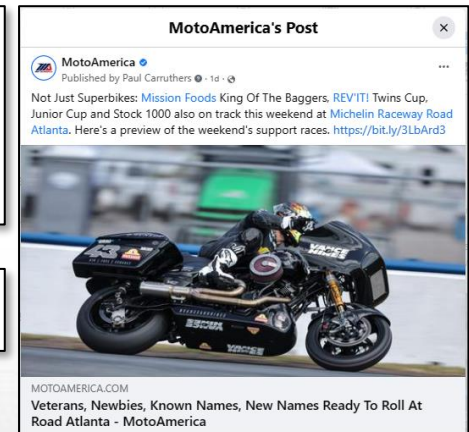 MotoAmerica's Post
MotoAmerica
Published by Paul Carruthers · 1d ·
Not Just Superbikes: Mission Foods King Of The Baggers, REV'IT! Twins Cup,
Junior Cup and Stock 1000 also on track this weekend at Michelin Raceway Road
Atlanta. Here's a preview of the weekend's support races. https://bit.ly/3LbArd3
VANCE
HINES
MOTOAMERICA.COM
Veterans, Newbies, Known Names, New Names Ready To Roll At
Road Atlanta - MotoAmerica